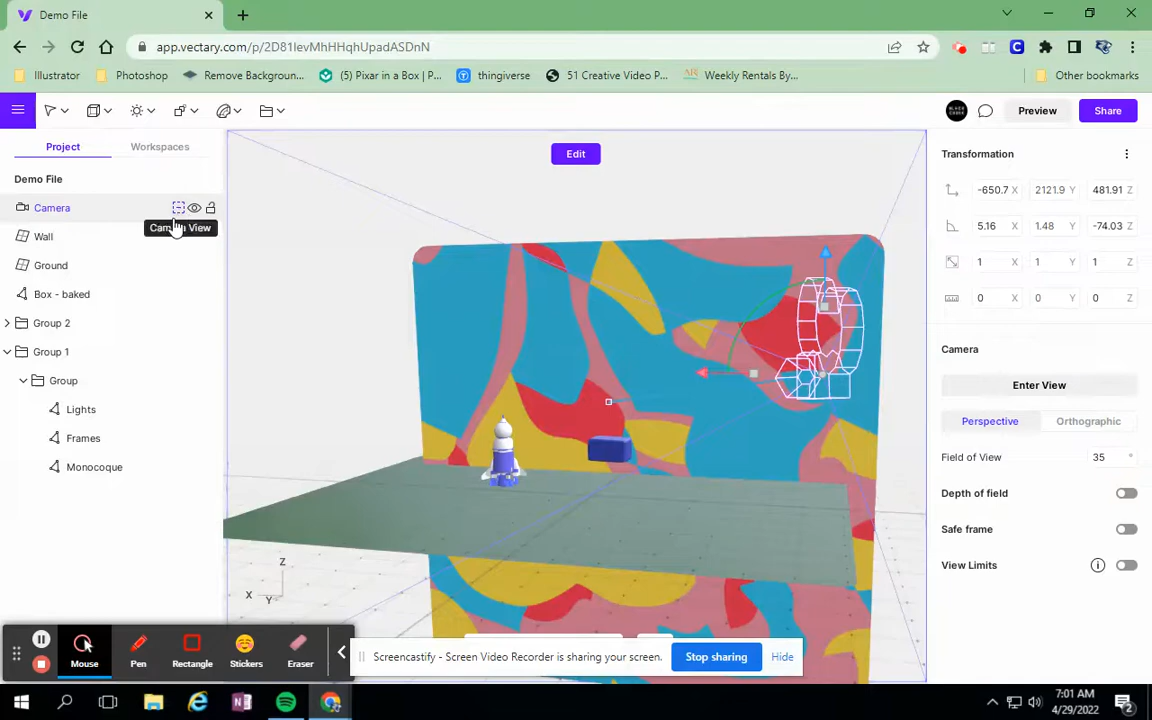 Demo File
app.vectary.com/p/2D81IevMhHHqhUpadASDnN
Illustrator
Photoshop
Remove Backgroun...
(5) Pixar in a Box | P...
thingiverse
51 Creative Video P...
Weekly Rentals By...
Other bookmarks
Preview
Share
Project
Workspaces
Edit
Transformation
Demo File
Camera
-650.7 X 2121.9 Y 481.91 Z
5.16 X 1.48 Y -74.03 Z
1 X 1 Y 1 Z
0 X 0 Y 0 Z
Wall
Ground
Box - baked
Group 2
Group 1
Group
Lights
Frames
Monocoque
Camera
Enter View
Perspective
Orthographic
Field of View 35 °
Depth of field
Safe frame
View Limits
Z
X
Y
Mouse
Pen
Rectangle
Stickers
Eraser
Screencastify - Screen Video Recorder is sharing your screen.
Stop sharing
Hide
7:01 AM
4/29/2022
2